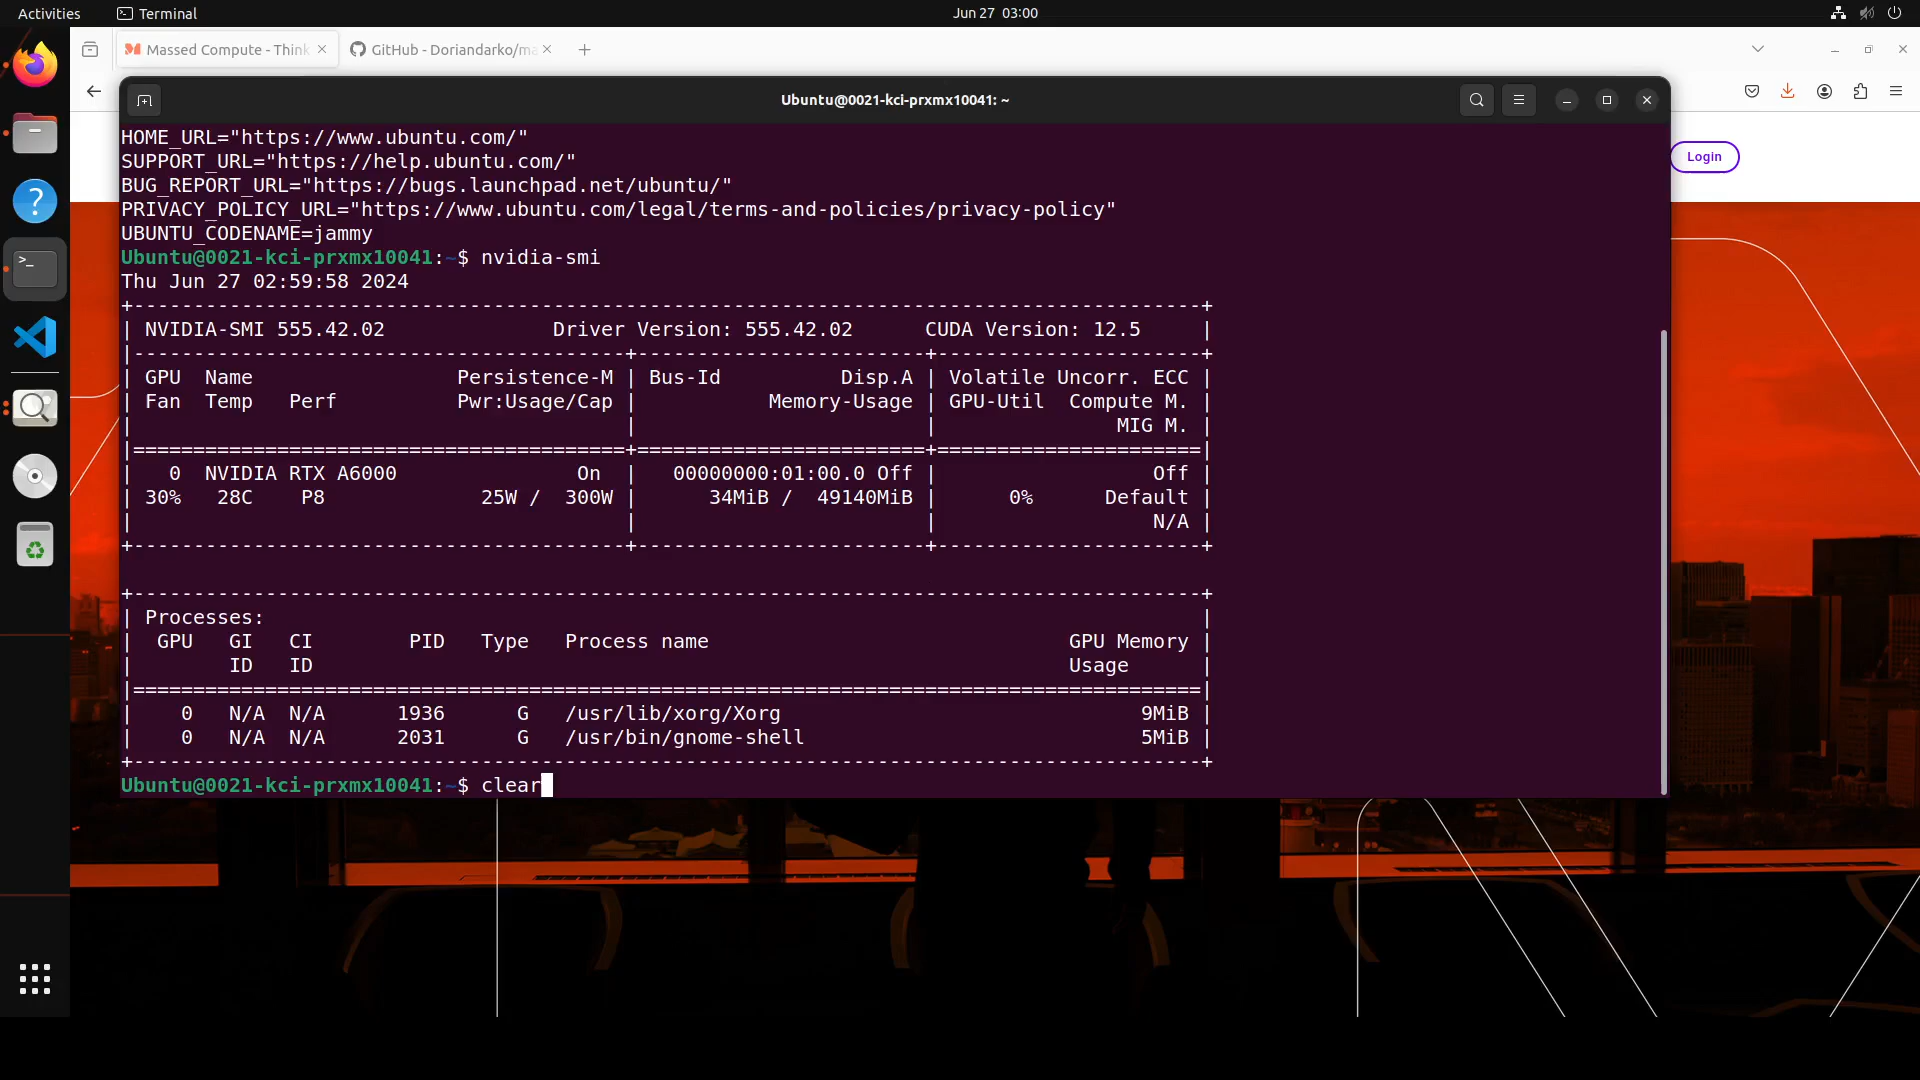 Activities Terminal Jun 27 03:00
Massed Compute - Think GitHub - Doriandarko/ma
Ubuntu@0021-kci-prxmx10041: ~
Login
HOME_URL="https://www.ubuntu.com/"
SUPPORT_URL="https://help.ubuntu.com/"
BUG_REPORT_URL="https://bugs.launchpad.net/ubuntu/"
PRIVACY_POLICY_URL="https://www.ubuntu.com/legal/terms-and-policies/privacy-policy"
UBUNTU_CODENAME=jammy
Ubuntu@0021-kci-prxmx10041:~$ nvidia-smi
Thu Jun 27 02:59:58 2024
+-----------------------------------------------------------------------------------------+
| NVIDIA-SMI 555.42.02              Driver Version: 555.42.02      CUDA Version: 12.5     |
|-----------------------------------------+------------------------+----------------------+
| GPU  Name                 Persistence-M | Bus-Id          Disp.A | Volatile Uncorr. ECC |
| Fan  Temp   Perf          Pwr:Usage/Cap |           Memory-Usage | GPU-Util  Compute M. |
|                                         |                        |               MIG M. |
|=========================================+========================+======================|
|   0  NVIDIA RTX A6000               On  |   00000000:01:00.0 Off |                  Off |
| 30%   28C    P8             25W /  300W |      34MiB /  49140MiB |      0%      Default |
|                                         |                        |                  N/A |
+-----------------------------------------+------------------------+----------------------+
+-----------------------------------------------------------------------------------------+
| Processes:                                                                              |
|  GPU   GI   CI        PID   Type   Process name                              GPU Memory |
|        ID   ID                                                               Usage      |
|=========================================================================================|
|    0   N/A  N/A      1936      G   /usr/lib/xorg/Xorg                              9MiB |
|    0   N/A  N/A      2031      G   /usr/bin/gnome-shell                            5MiB |
+-----------------------------------------------------------------------------------------+
Ubuntu@0021-kci-prxmx10041:~$ clear